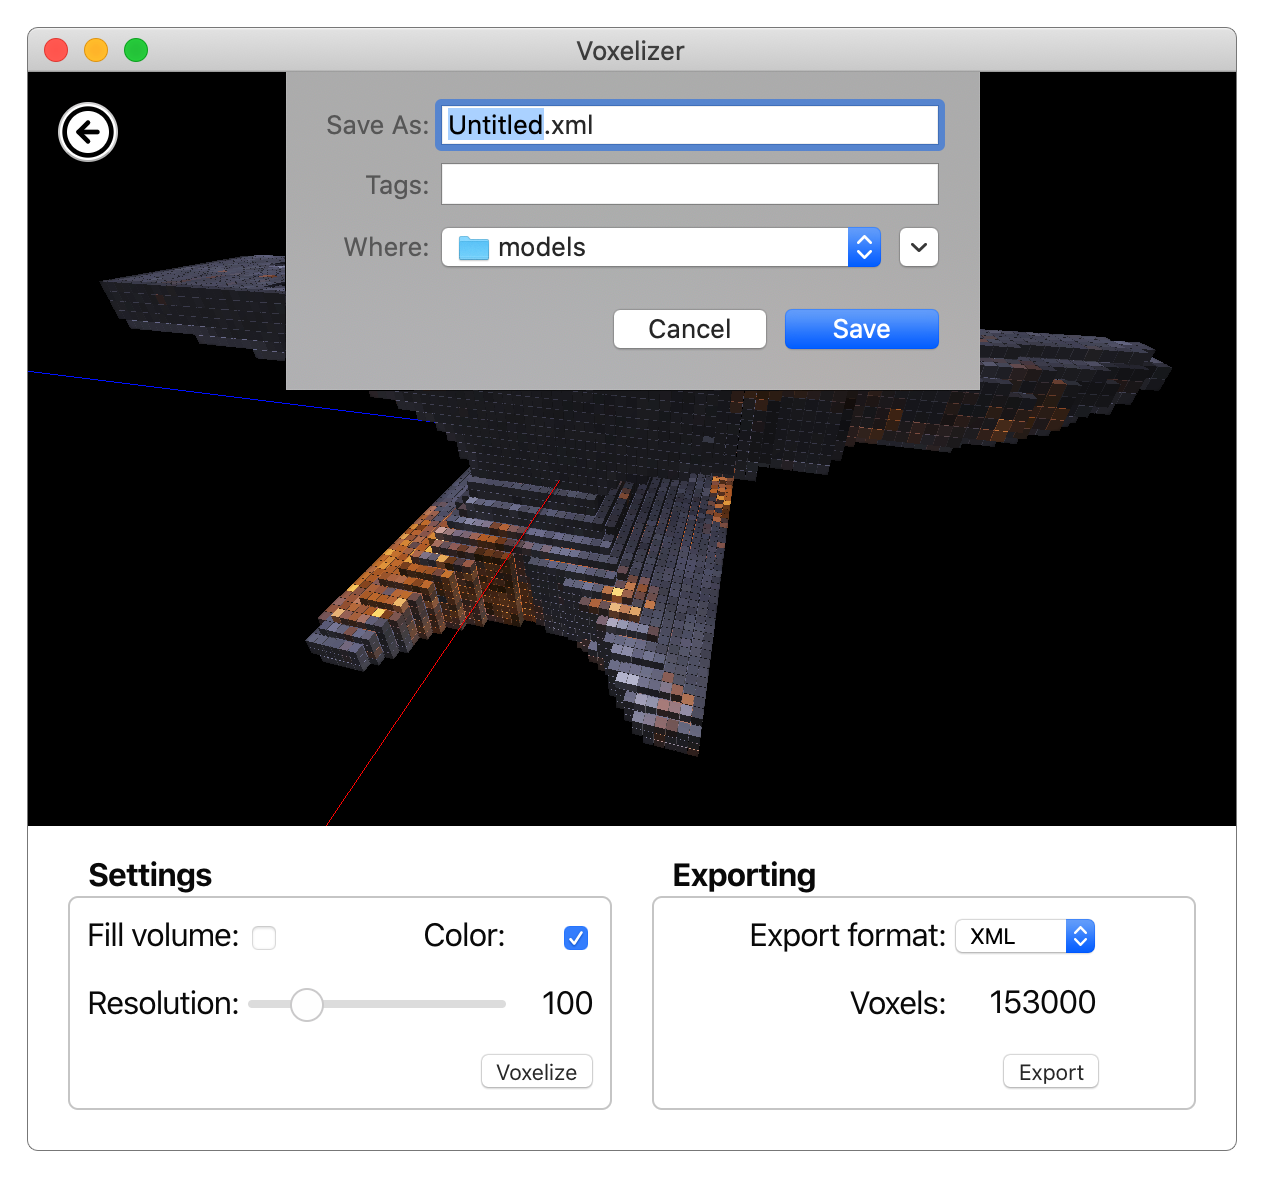 Voxelizer
Save As: Untitled.xml
Tags:
Where: models
Cancel Save
Settings
Fill volume: Color:
Resolution: 100
Voxelize
Exporting
Export format: XML
Voxels: 153000
Export